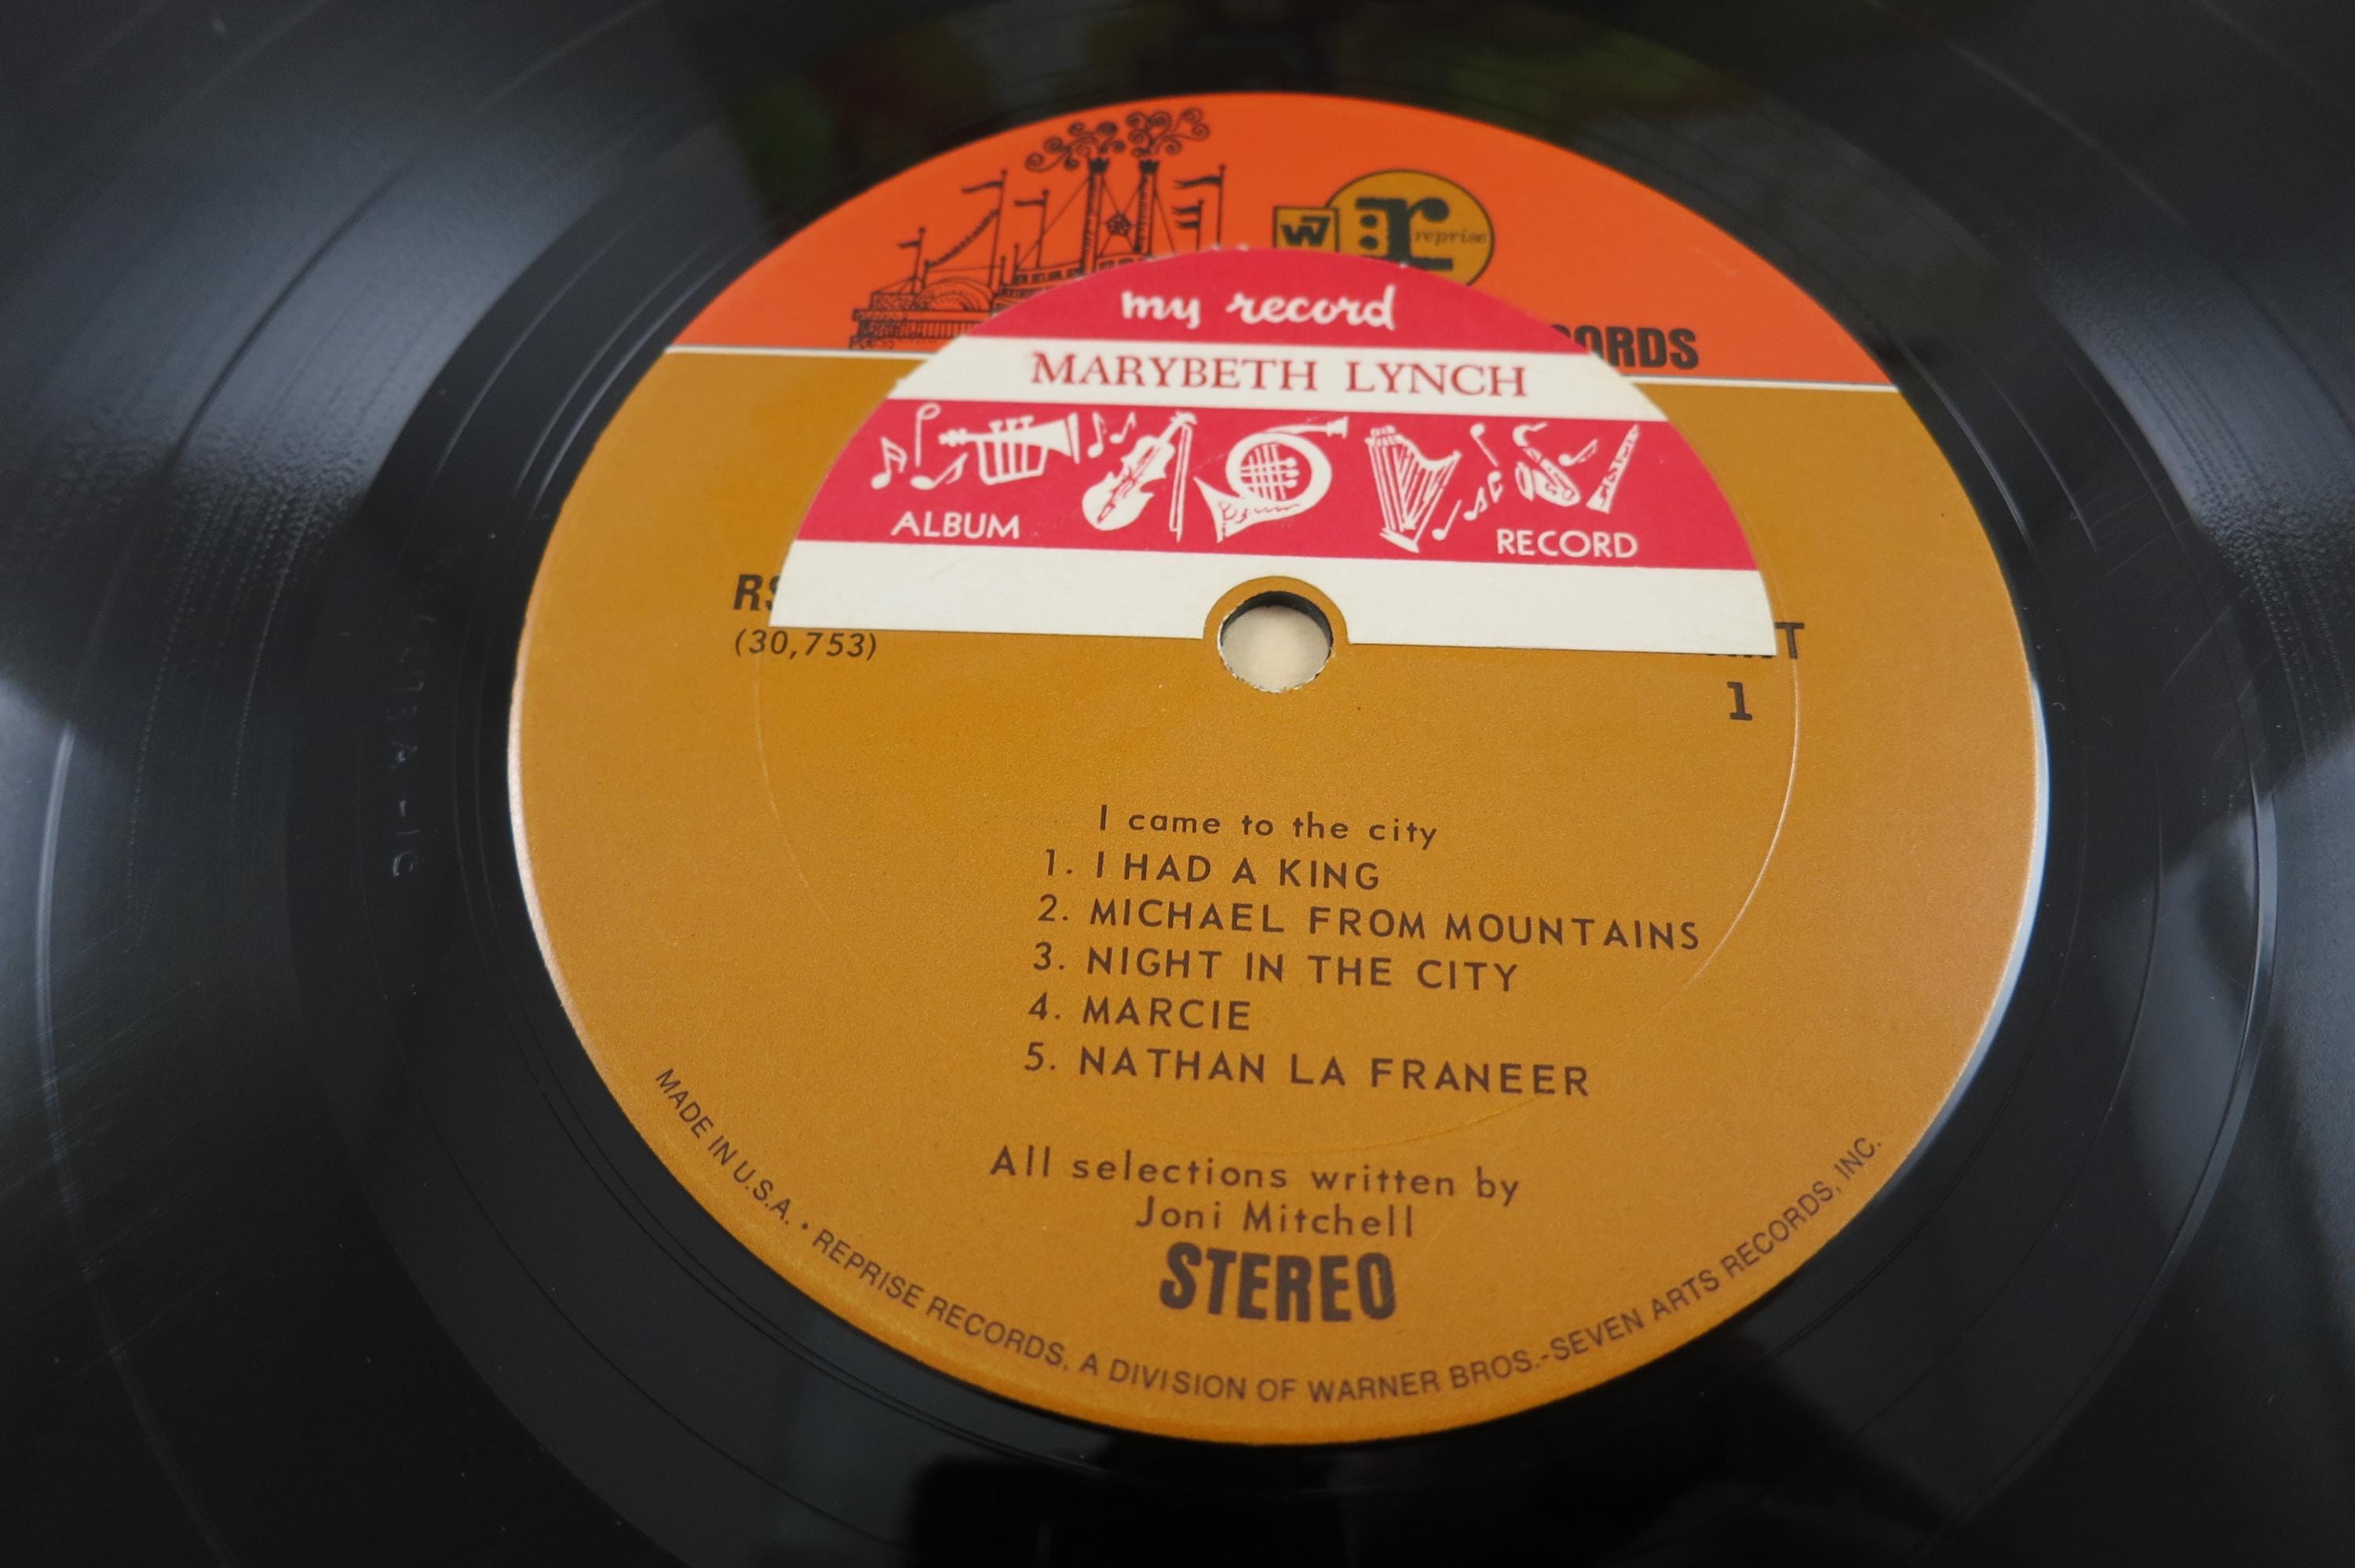 W7
r
reprise
my record
MARYBETH LYNCH
ALBUM
RECORD
(30,753)
1
I came to the city
1. I HAD A KING
2. MICHAEL FROM MOUNTAINS
3. NIGHT IN THE CITY
4. MARCIE
5. NATHAN LA FRANEER
All selections written by
Joni Mitchell
STEREO
MADE IN U.S.A. • REPRISE RECORDS, A DIVISION OF WARNER BROS.-SEVEN ARTS RECORDS, INC.